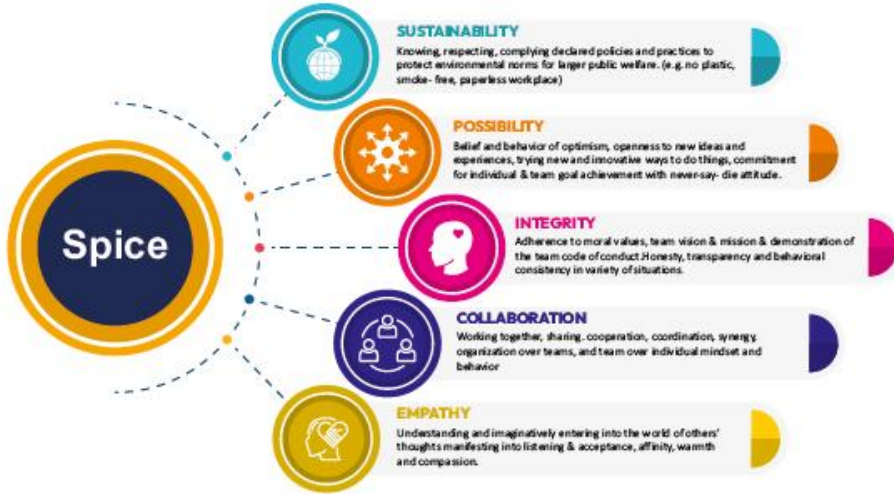 Spice
SUSTAINABILITY
Knowing, respecting, complying declared policies and practices to
protect environmental norms for larger public welfare. (e.g. no plastic,
smoke- free, paperless workplace)
POSSIBILITY
Belief and behavior of optimism, openness to new ideas and
experiences, trying new and innovative ways to do things, commitment
for individual & team goal achievement with never-say- die attitude.
INTEGRITY
Adherence to moral values, team vision & mission & demonstration of
the team code of conduct.Honesty, transparency and behavioral
consistency in variety of situations.
COLLABORATION
Working together, sharing. cooperation, coordination, synergy,
organization over teams, and team over individual mindset and
behavior
EMPATHY
Understanding and imaginatively entering into the world of others'
thoughts manifesting into listening & acceptance, affinity, warmth
and compassion.